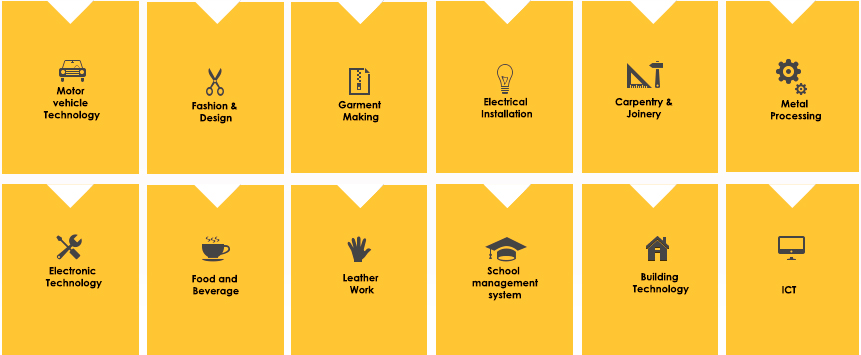 Motor
vehicle
Technology
Fashion &
Design
Garment
Making
Electrical
Installation
Carpentry &
Joinery
Metal
Processing
Electronic
Technology
Food and
Beverage
Leather
Work
School
management
system
Building
Technology
ICT